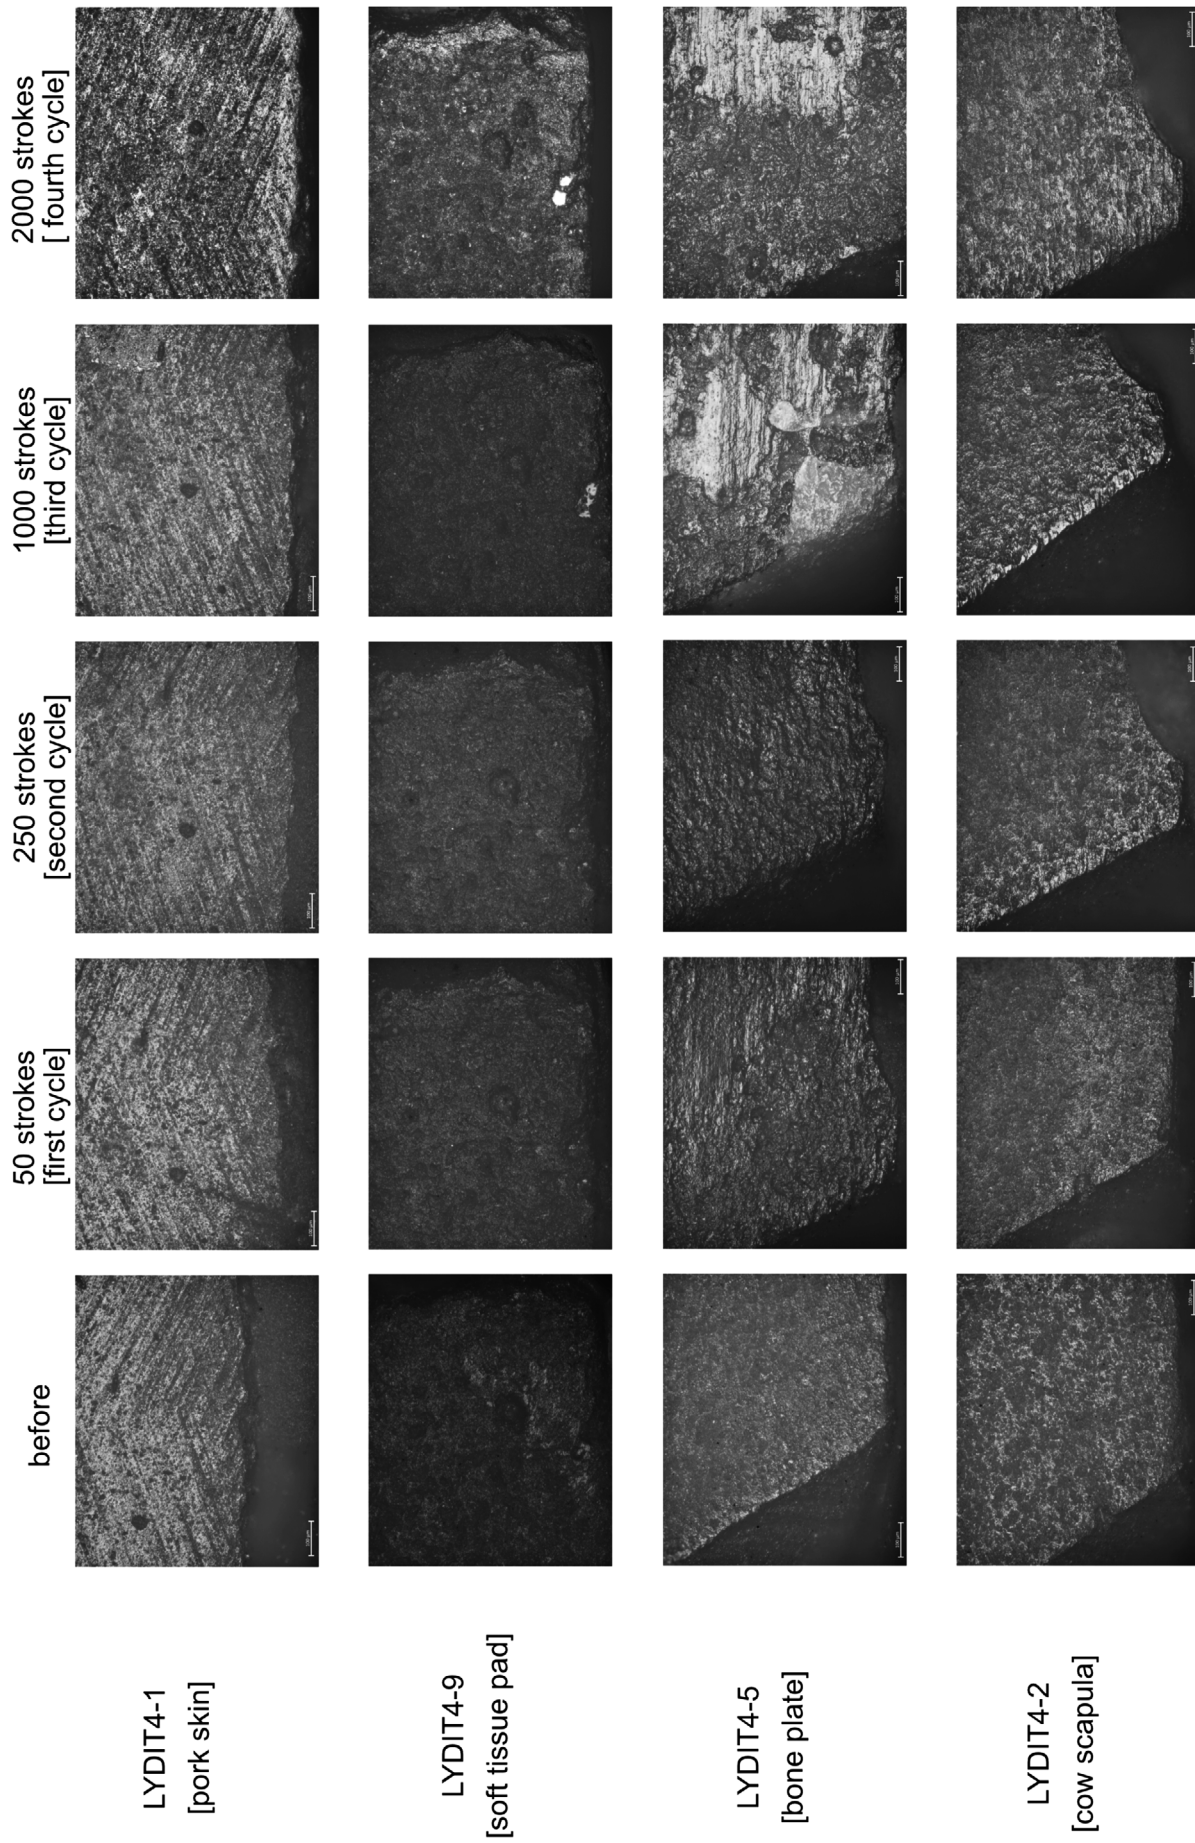 before
50 strokes
[first cycle]
250 strokes
[second cycle]
1000 strokes
[third cycle]
2000 strokes
[ fourth cycle]
LYDIT4-1
[pork skin]
LYDIT4-9
[soft tissue pad]
LYDIT4-5
[bone plate]
LYDIT4-2
[cow scapula]